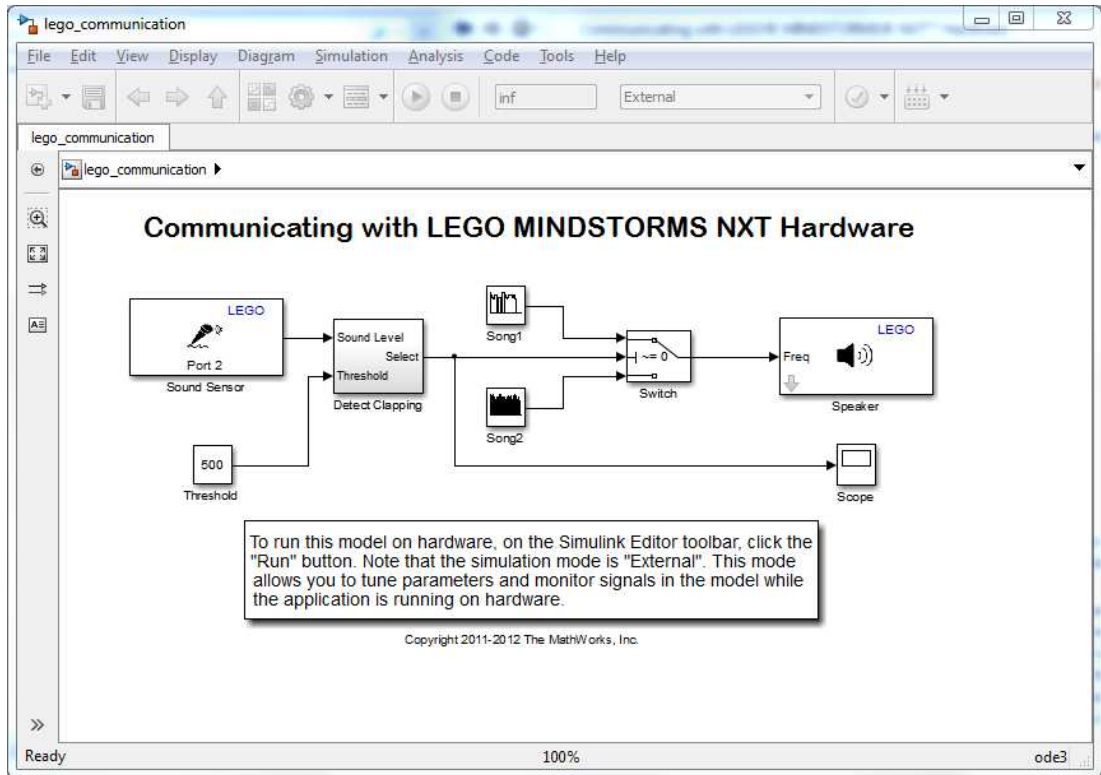 lego_communication
File Edit View Display Diagram Simulation Analysis Code Tools Help
inf External
lego_communication
lego_communication
Communicating with LEGO MINDSTORMS NXT Hardware
LEGO
Port 2
Sound Sensor
Sound Level
Select
Threshold
Detect Clapping
500
Threshold
Song1
Song2
~= 0
Switch
LEGO
Freq
Speaker
Scope
To run this model on hardware, on the Simulink Editor toolbar, click the
"Run" button. Note that the simulation mode is "External". This mode
allows you to tune parameters and monitor signals in the model while
the application is running on hardware.
Copyright 2011-2012 The MathWorks, Inc.
Ready 100% ode3